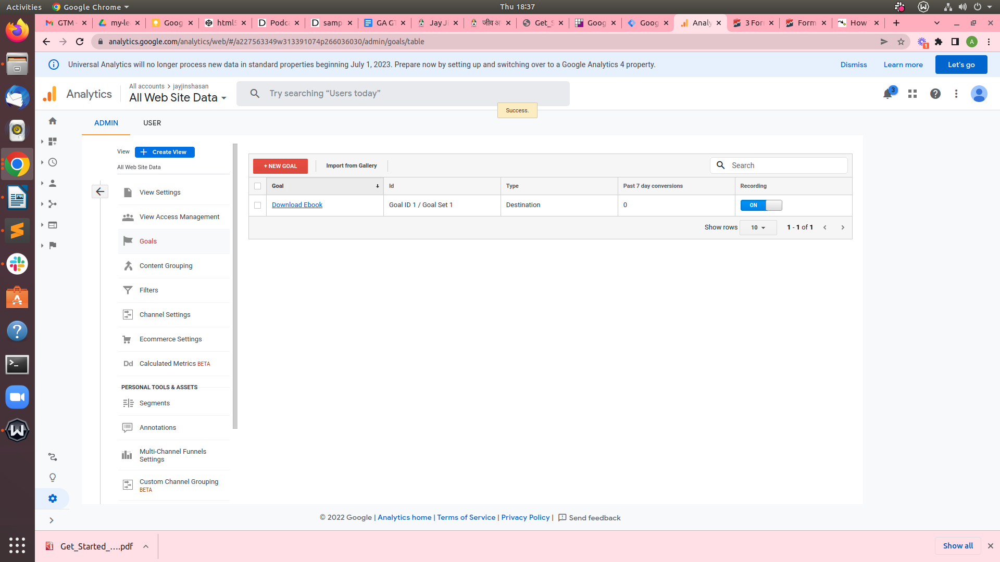 Activities Google Chrome Thu 18:37
GTM - my-le Goog html5 Podca samp GA GT Jay Ji जीव अ Get_S Goog Goog Analy 3 For Form How
analytics.google.com/analytics/web/#/a227563349w313391074p266036030/admin/goals/table A 1
Universal Analytics will no longer process new data in standard properties beginning July 1, 2023. Prepare now by setting up and switching over to a Google Analytics 4 property. Dismiss Learn more Let's go
All accounts > jayjinshasan
Analytics All Web Site Data Try searching “Users today” 3
Success.
ADMIN USER
View + Create View
All Web Site Data
+ NEW GOAL Import from Gallery Search
Goal Id Type Past 7 day conversions Recording
Download Ebook Goal ID 1 / Goal Set 1 Destination 0 ON
Show rows 10 1 - 1 of 1
View Settings
View Access Management
Goals
Content Grouping
Filters
Channel Settings
Ecommerce Settings
Dd Calculated Metrics BETA
PERSONAL TOOLS & ASSETS
Segments
Annotations
Multi-Channel Funnels
Settings
Custom Channel Grouping
BETA
© 2022 Google | Analytics home | Terms of Service | Privacy Policy | Send feedback
Get_Started_....pdf Show all